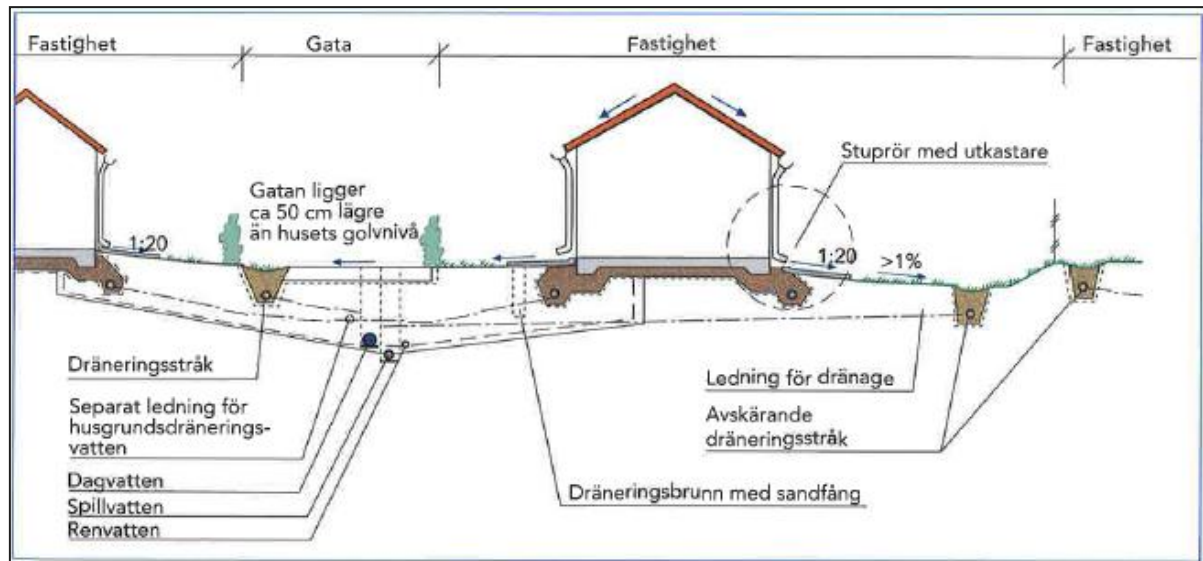 Fastighet
Gata
Fastighet
Fastighet
Stuprör med utkastare
Gatan ligger
ca 50 cm lägre
än husets golvnivå
1:20
1:20
>1%
Dräneringsstråk
Ledning för dränage
Separat ledning för
husgrundsdränerings-
vatten
Avskärande
dräneringsstråk
Dagvatten
Dräneringsbrunn med sandfång
Spillvatten
Renvatten